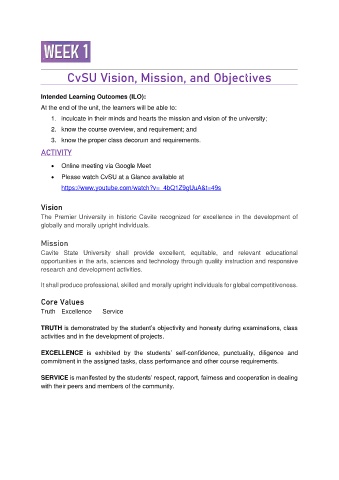 WEEK 1
CvSU Vision, Mission, and Objectives
Intended Learning Outcomes (ILO):
At the end of the unit, the learners will be able to:
1. inculcate in their minds and hearts the mission and vision of the university;
2. know the course overview, and requirement; and
3. know the proper class decorum and requirements.
ACTIVITY
• Online meeting via Google Meet
• Please watch CvSU at a Glance available at
https://www.youtube.com/watch?v=_4bQ1Z9gUuA&t=49s
Vision
The Premier University in historic Cavite recognized for excellence in the development of
globally and morally upright individuals.
Mission
Cavite State University shall provide excellent, equitable, and relevant educational
opportunities in the arts, sciences and technology through quality instruction and responsive
research and development activities.
It shall produce professional, skilled and morally upright individuals for global competitiveness.
Core Values
Truth Excellence Service
TRUTH is demonstrated by the student's objectivity and honesty during examinations, class
activities and in the development of projects.
EXCELLENCE is exhibited by the students' self-confidence, punctuality, diligence and
commitment in the assigned tasks, class performance and other course requirements.
SERVICE is manifested by the students' respect, rapport, fairness and cooperation in dealing
with their peers and members of the community.